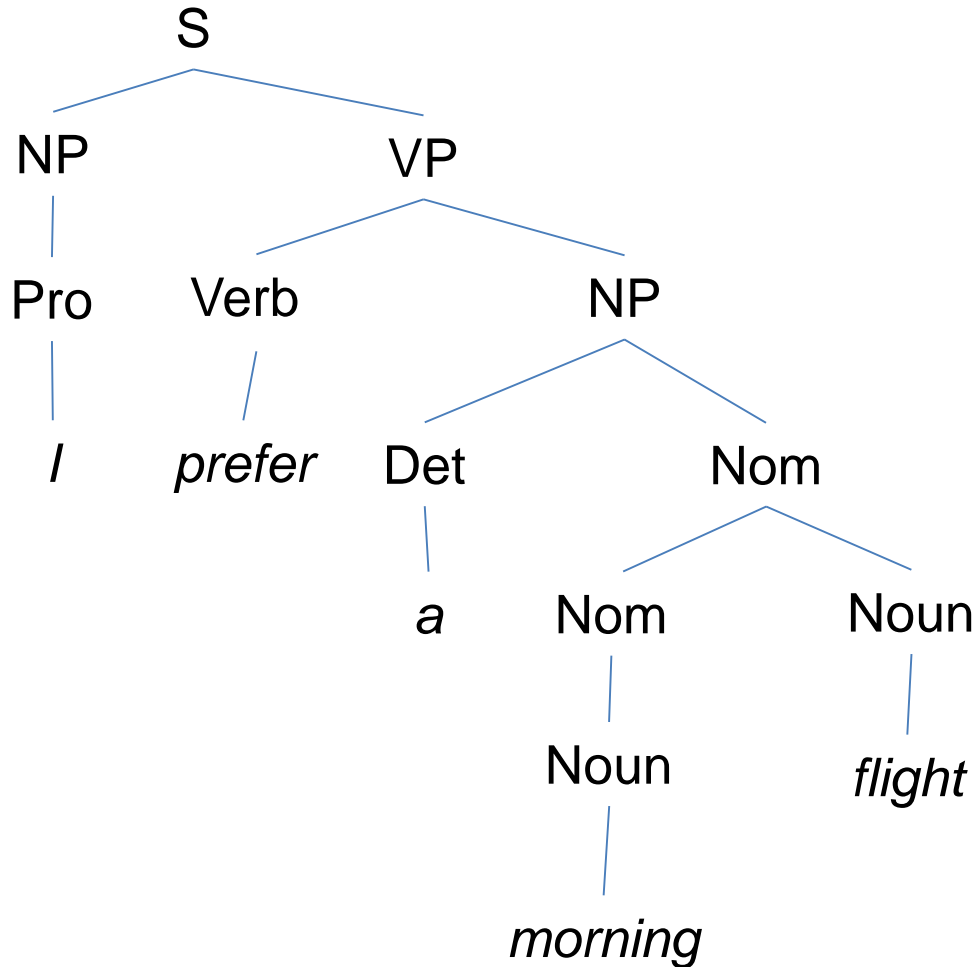 S
NP VP
Pro Verb NP
I prefer Det Nom
a Nom Noun
Noun flight
morning